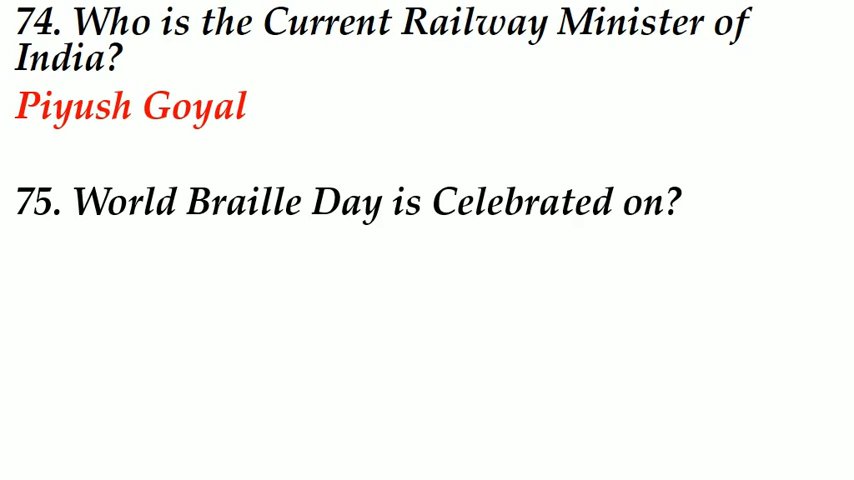 74. Who is the Current Railway Minister of
India?
Piyush Goyal
75. World Braille Day is Celebrated on?